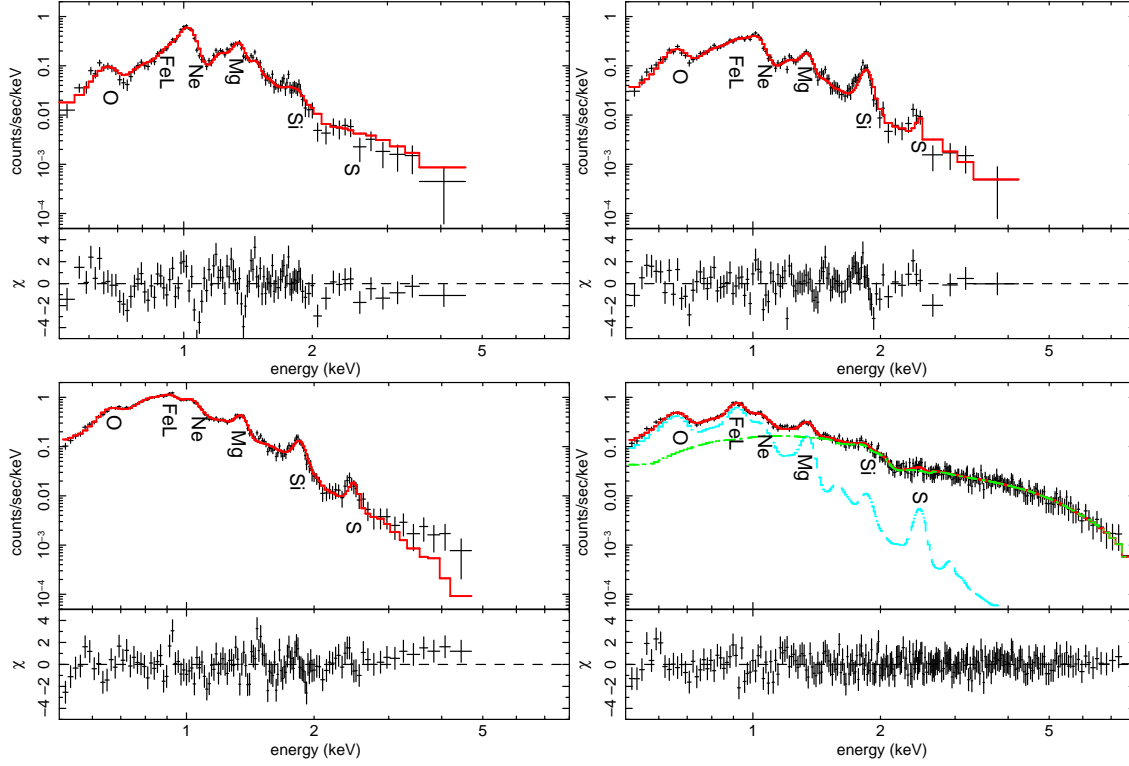 counts/sec/keV
1
0.1
0.01
10⁻³
10⁻⁴
O
FeL
Ne
Mg
Si
S
χ
4
2
0
−2
−4
1
2
5
energy (keV)
counts/sec/keV
1
0.1
0.01
10⁻³
10⁻⁴
O
FeL
Ne
Mg
Si
S
χ
4
2
0
−2
−4
1
2
5
energy (keV)
counts/sec/keV
1
0.1
0.01
10⁻³
10⁻⁴
O
FeL
Ne
Mg
Si
S
χ
4
2
0
−2
−4
1
2
5
energy (keV)
counts/sec/keV
1
0.1
0.01
10⁻³
10⁻⁴
O
FeL
Ne
Mg
Si
S
χ
4
2
0
−2
−4
1
2
5
energy (keV)